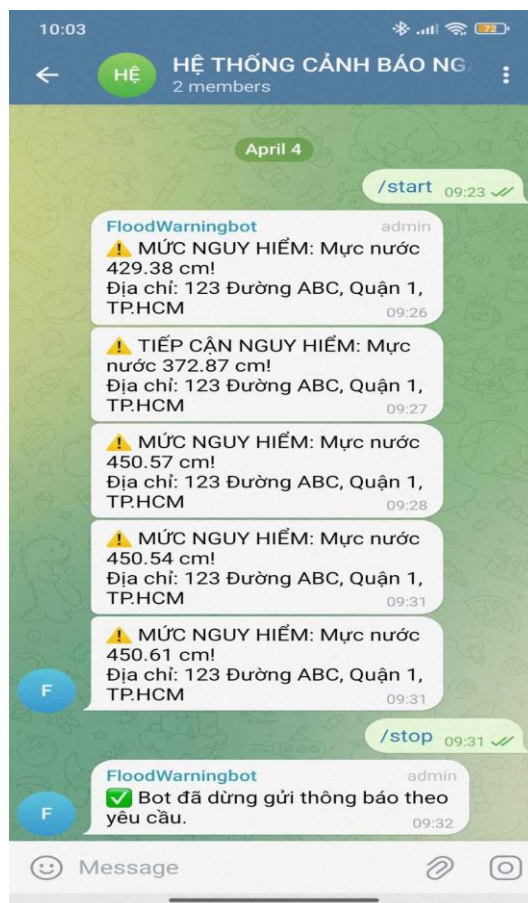 10:03
72
HỆ
HỆ THỐNG CẢNH BÁO NG
2 members
April 4
/start 09:23
FloodWarningbot admin
⚠️ MỨC NGUY HIỂM: Mực nước
429.38 cm!
Địa chỉ: 123 Đường ABC, Quận 1,
TP.HCM 09:26
⚠️ TIẾP CẬN NGUY HIỂM: Mực
nước 372.87 cm!
Địa chỉ: 123 Đường ABC, Quận 1,
TP.HCM 09:27
⚠️ MỨC NGUY HIỂM: Mực nước
450.57 cm!
Địa chỉ: 123 Đường ABC, Quận 1,
TP.HCM 09:28
⚠️ MỨC NGUY HIỂM: Mực nước
450.54 cm!
Địa chỉ: 123 Đường ABC, Quận 1,
TP.HCM 09:31
⚠️ MỨC NGUY HIỂM: Mực nước
450.61 cm!
Địa chỉ: 123 Đường ABC, Quận 1,
TP.HCM 09:31
F
/stop 09:31
FloodWarningbot admin
✅ Bot đã dừng gửi thông báo theo
yêu cầu. 09:32
F
Message